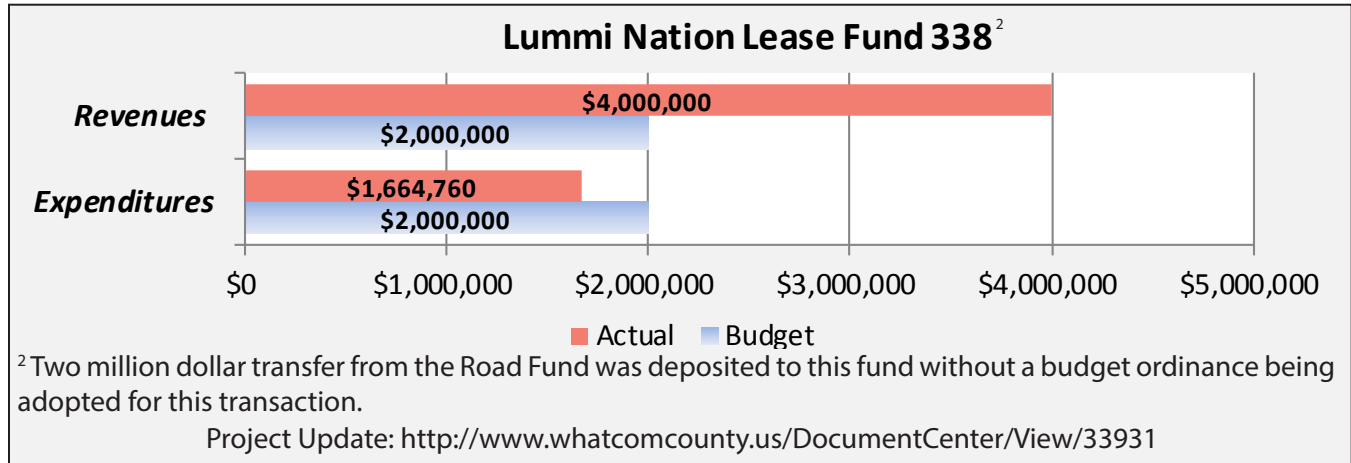 Lummi Nation Lease Fund 338²
Revenues
$4,000,000
$2,000,000
Expenditures
$1,664,760
$2,000,000
$0 $1,000,000 $2,000,000 $3,000,000 $4,000,000 $5,000,000
Actual Budget
² Two million dollar transfer from the Road Fund was deposited to this fund without a budget ordinance being
adopted for this transaction.
Project Update: http://www.whatcomcounty.us/DocumentCenter/View/33931